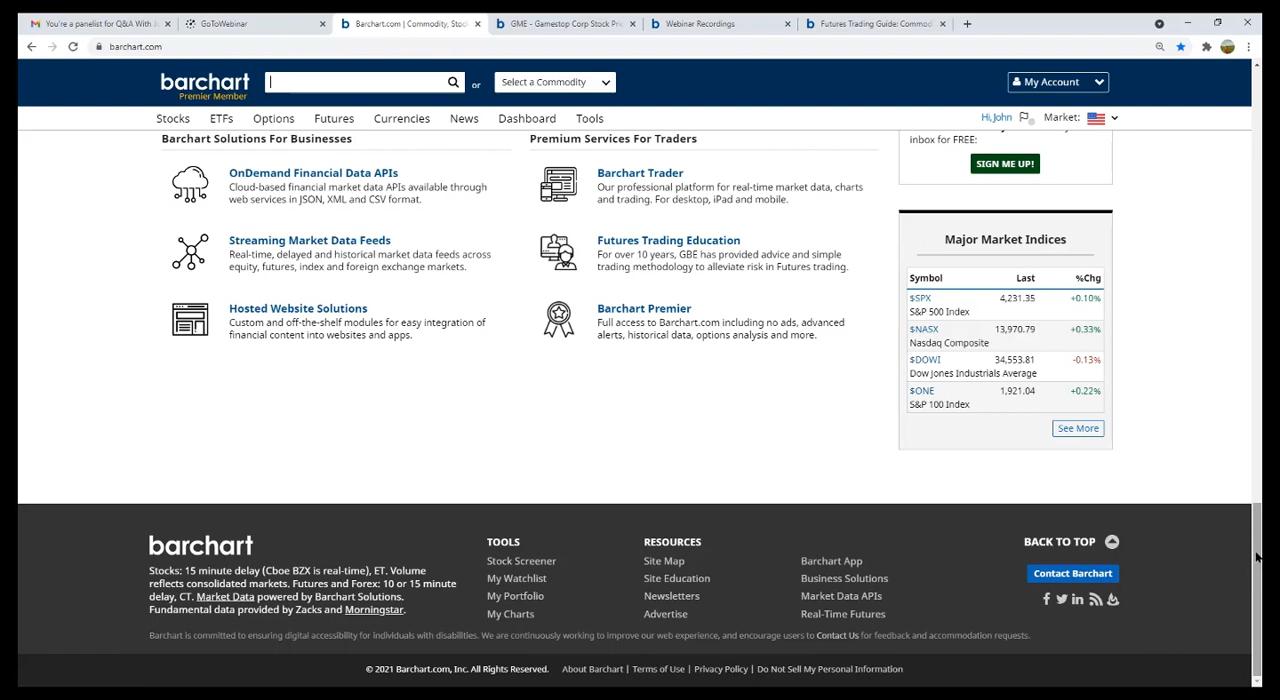 You're a panelist for Q&A With J
GoToWebinar
Barchart.com | Commodity, Stoc
GME - Gamestop Corp Stock Pri
Webinar Recordings
Futures Trading Guide: Commod
barchart.com
barchart
Premier Member
or
Select a Commodity
My Account
Stocks
ETFs
Options
Futures
Currencies
News
Dashboard
Tools
Hi, John
Market:
Barchart Solutions For Businesses
Premium Services For Traders
inbox for FREE:
SIGN ME UP!
OnDemand Financial Data APIs
Cloud-based financial market data APIs available through
web services in JSON, XML and CSV format.
Barchart Trader
Our professional platform for real-time market data, charts
and trading. For desktop, iPad and mobile.
Streaming Market Data Feeds
Real-time, delayed and historical market data feeds across
equity, futures, index and foreign exchange markets.
Futures Trading Education
For over 10 years, GBE has provided advice and simple
trading methodology to alleviate risk in Futures trading.
Hosted Website Solutions
Custom and off-the-shelf modules for easy integration of
financial content into websites and apps.
Barchart Premier
Full access to Barchart.com including no ads, advanced
alerts, historical data, options analysis and more.
Major Market Indices
Symbol Last %Chg
$SPX 4,231.35 +0.10%
S&P 500 Index
$NASX 13,970.79 +0.33%
Nasdaq Composite
$DOWI 34,553.81 -0.13%
Dow Jones Industrials Average
$ONE 1,921.04 +0.22%
S&P 100 Index
See More
barchart
Stocks: 15 minute delay (Cboe BZX is real-time), ET. Volume
reflects consolidated markets. Futures and Forex: 10 or 15 minute
delay, CT. Market Data powered by Barchart Solutions.
Fundamental data provided by Zacks and Morningstar.
TOOLS
Stock Screener
My Watchlist
My Portfolio
My Charts
RESOURCES
Site Map
Site Education
Newsletters
Advertise
Barchart App
Business Solutions
Market Data APIs
Real-Time Futures
BACK TO TOP
Contact Barchart
Barchart is committed to ensuring digital accessibility for individuals with disabilities. We are continuously working to improve our web experience, and encourage users to Contact Us for feedback and accommodation requests.
© 2021 Barchart.com, Inc. All Rights Reserved. About Barchart | Terms of Use | Privacy Policy | Do Not Sell My Personal Information